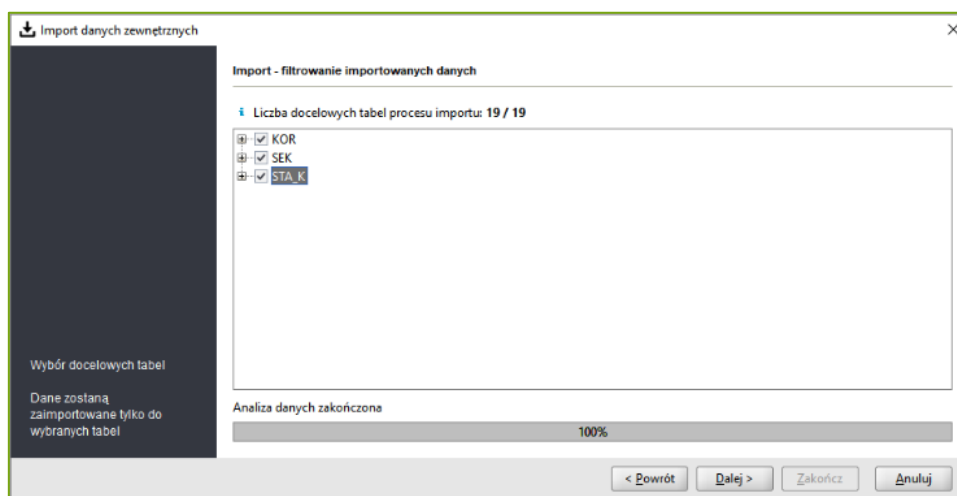 Import danych zewnętrznych
Import - filtrowanie importowanych danych
Liczba docelowych tabel procesu importu: 19 / 19
KOR
SEK
STA_K
Wybór docelowych tabel
Dane zostaną
zaimportowane tylko do
wybranych tabel
Analiza danych zakończona
100%
< Powrót Dalej > Zakończ Anuluj